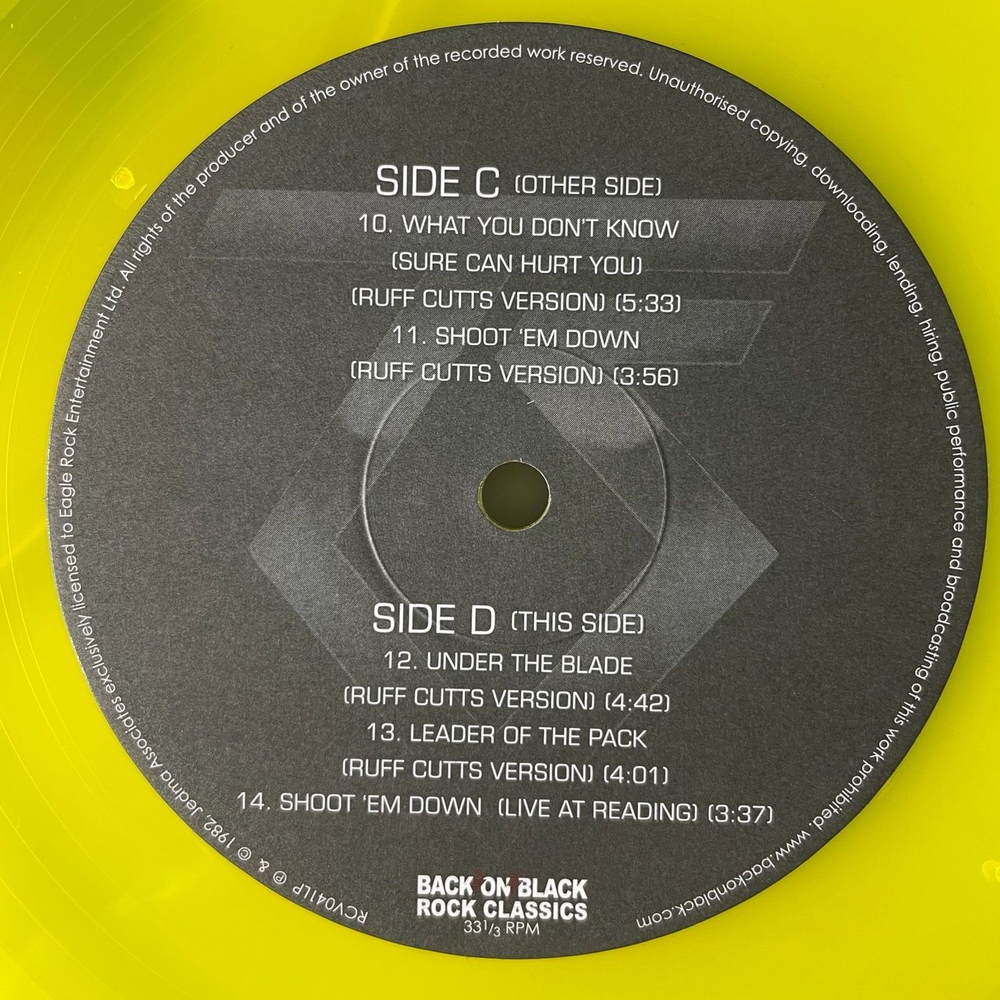 SIDE C (OTHER SIDE)
10. WHAT YOU DON'T KNOW
(SURE CAN HURT YOU)
(RUFF CUTTS VERSION) (5:33)
11. SHOOT 'EM DOWN
(RUFF CUTTS VERSION) (3:56)
SIDE D (THIS SIDE)
12. UNDER THE BLADE
(RUFF CUTTS VERSION) (4:42)
13. LEADER OF THE PACK
(RUFF CUTTS VERSION) (4:01)
14. SHOOT 'EM DOWN (LIVE AT READING) (3:37)
BACK ON BLACK
ROCK CLASSICS
33⅓ RPM
RCV041LP ℗ & © 1982, Jedma Associates exclusively licensed to Eagle Rock Entertainment Ltd. All rights of the producer and of the owner of the recorded work reserved. Unauthorised copying, downloading, lending, hiring, public performance and broadcasting of this work prohibited. www.backonblack.com